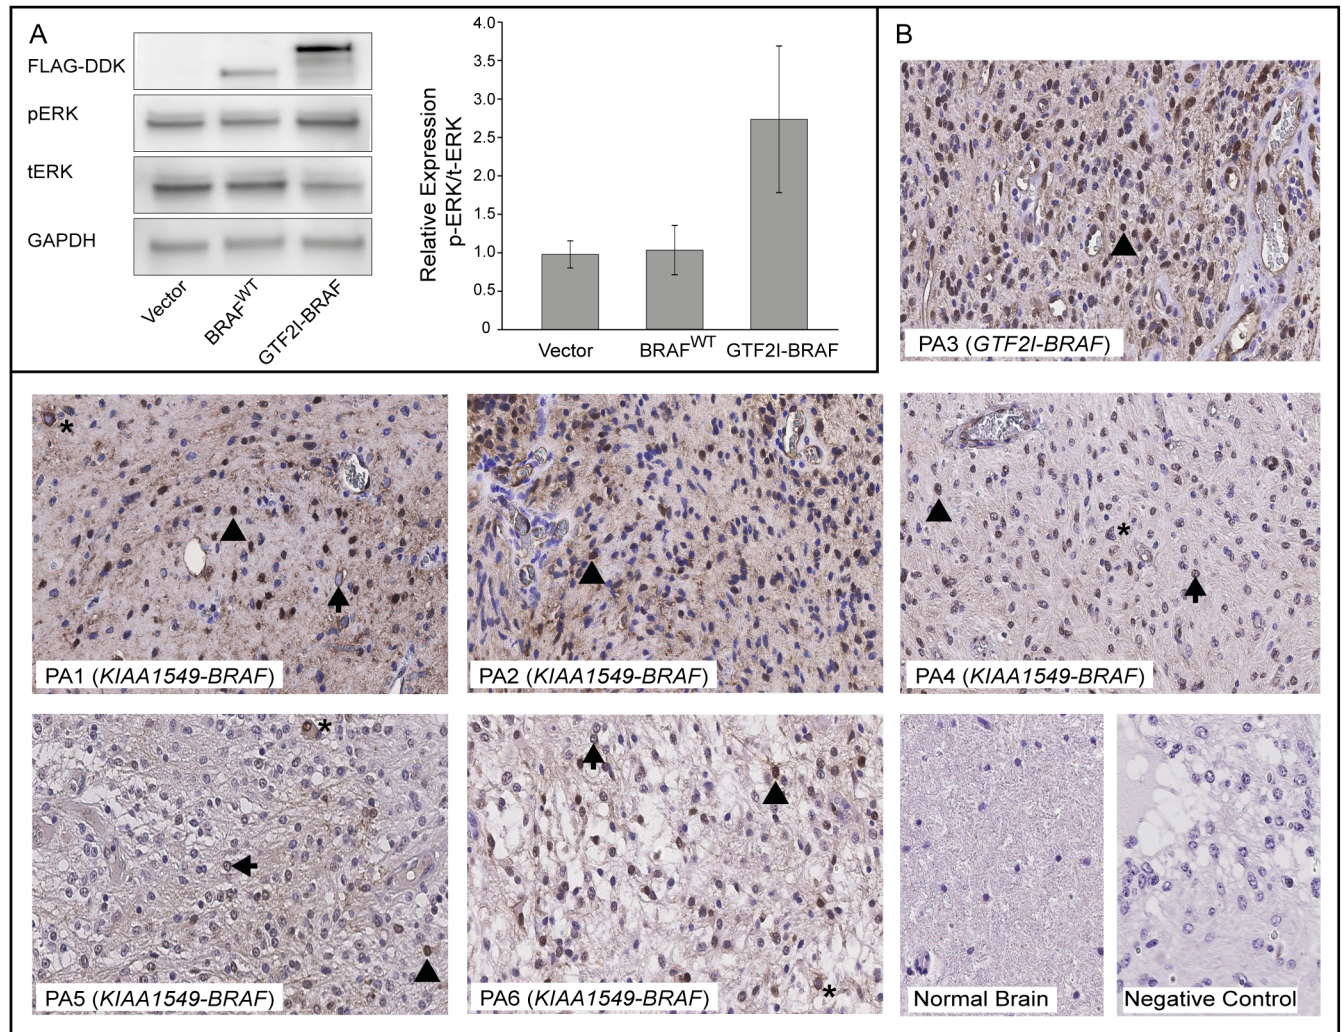 A
FLAG-DDK
pERK
tERK
GAPDH
Vector
BRAF^WT
GTF2I-BRAF
Relative Expression
p-ERK/t-ERK
4.0
3.5
3.0
2.5
2.0
1.5
1.0
0.5
0
Vector
BRAF^WT
GTF2I-BRAF
B
PA3 (GTF2I-BRAF)
*
PA1 (KIAA1549-BRAF)
PA2 (KIAA1549-BRAF)
*
PA4 (KIAA1549-BRAF)
*
PA5 (KIAA1549-BRAF)
*
PA6 (KIAA1549-BRAF)
Normal Brain
Negative Control